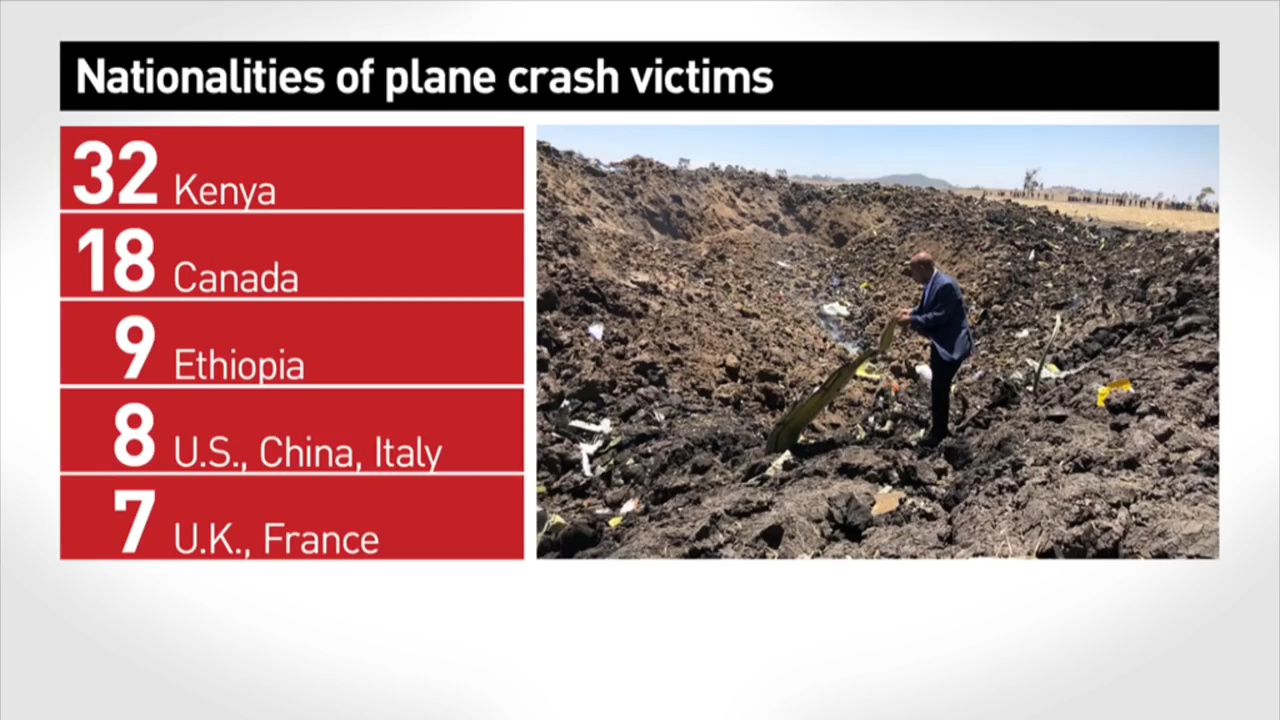 Nationalities of plane crash victims
32 Kenya
18 Canada
9 Ethiopia
8 U.S., China, Italy
7 U.K., France